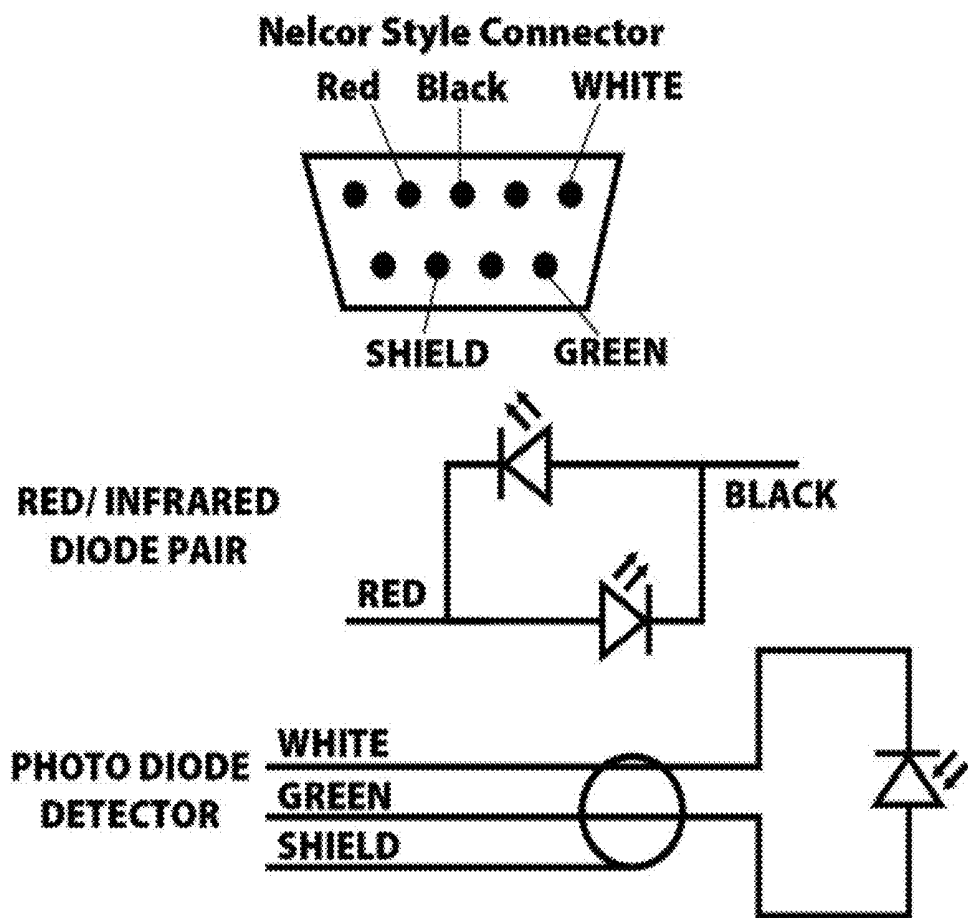 Nelcor Style Connector
Red Black WHITE
SHIELD GREEN
RED/ INFRARED
DIODE PAIR
BLACK
RED
PHOTO DIODE
DETECTOR
WHITE
GREEN
SHIELD